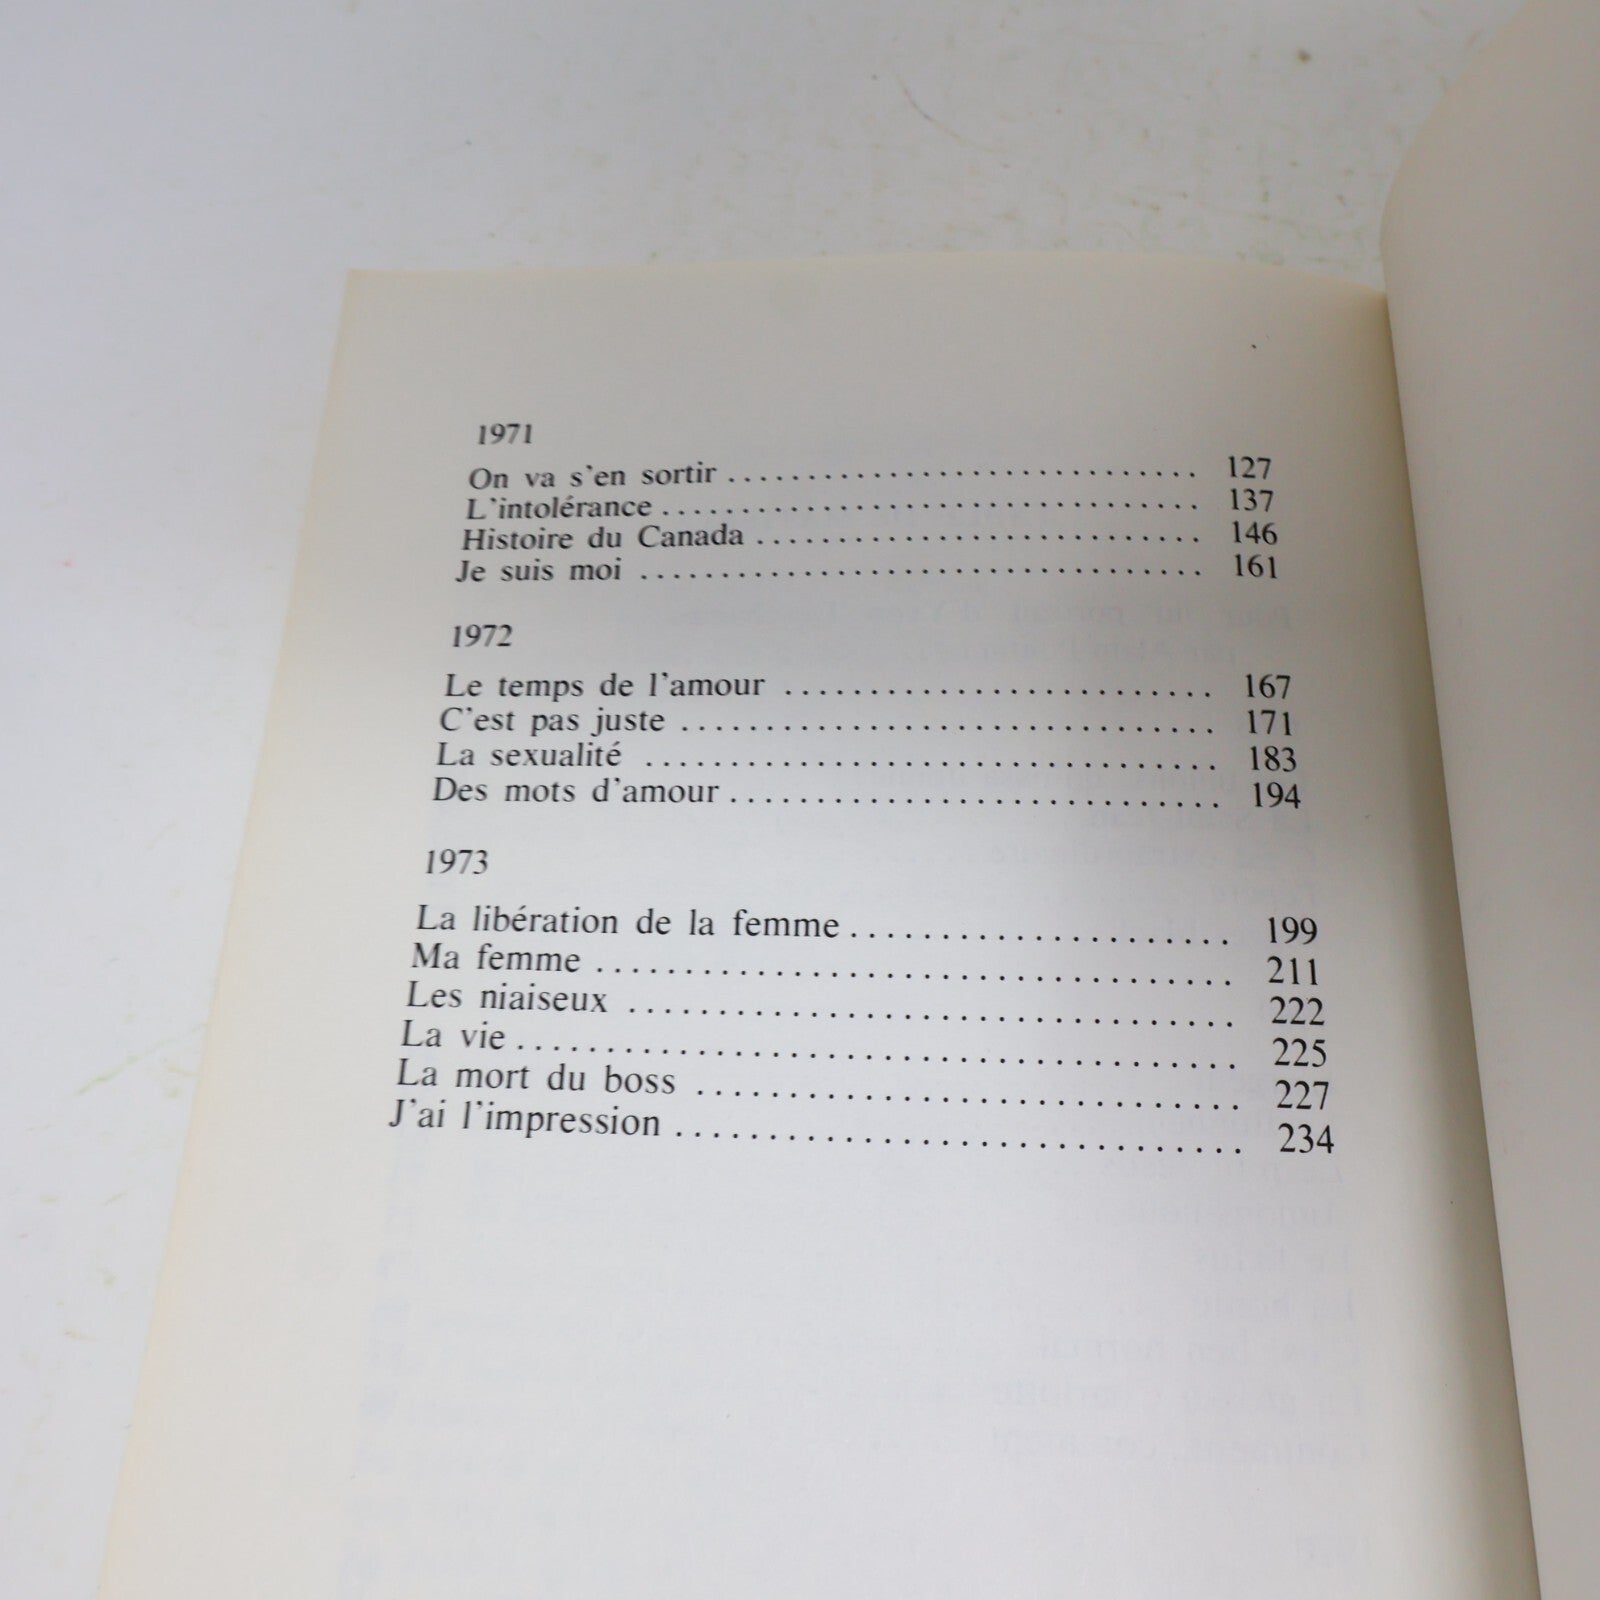 1971
On va s'en sortir .............................. 127
L'intolérance .................................. 137
Histoire du Canada ............................ 146
Je suis moi ................................... 161
1972
Le temps de l'amour .......................... 167
C'est pas juste ................................. 171
La sexualité ................................... 183
Des mots d'amour .............................. 194
1973
La libération de la femme ....................... 199
Ma femme ..................................... 211
Les niaiseux .................................. 222
La vie ........................................ 225
La mort du boss ............................... 227
J'ai l'impression ............................... 234